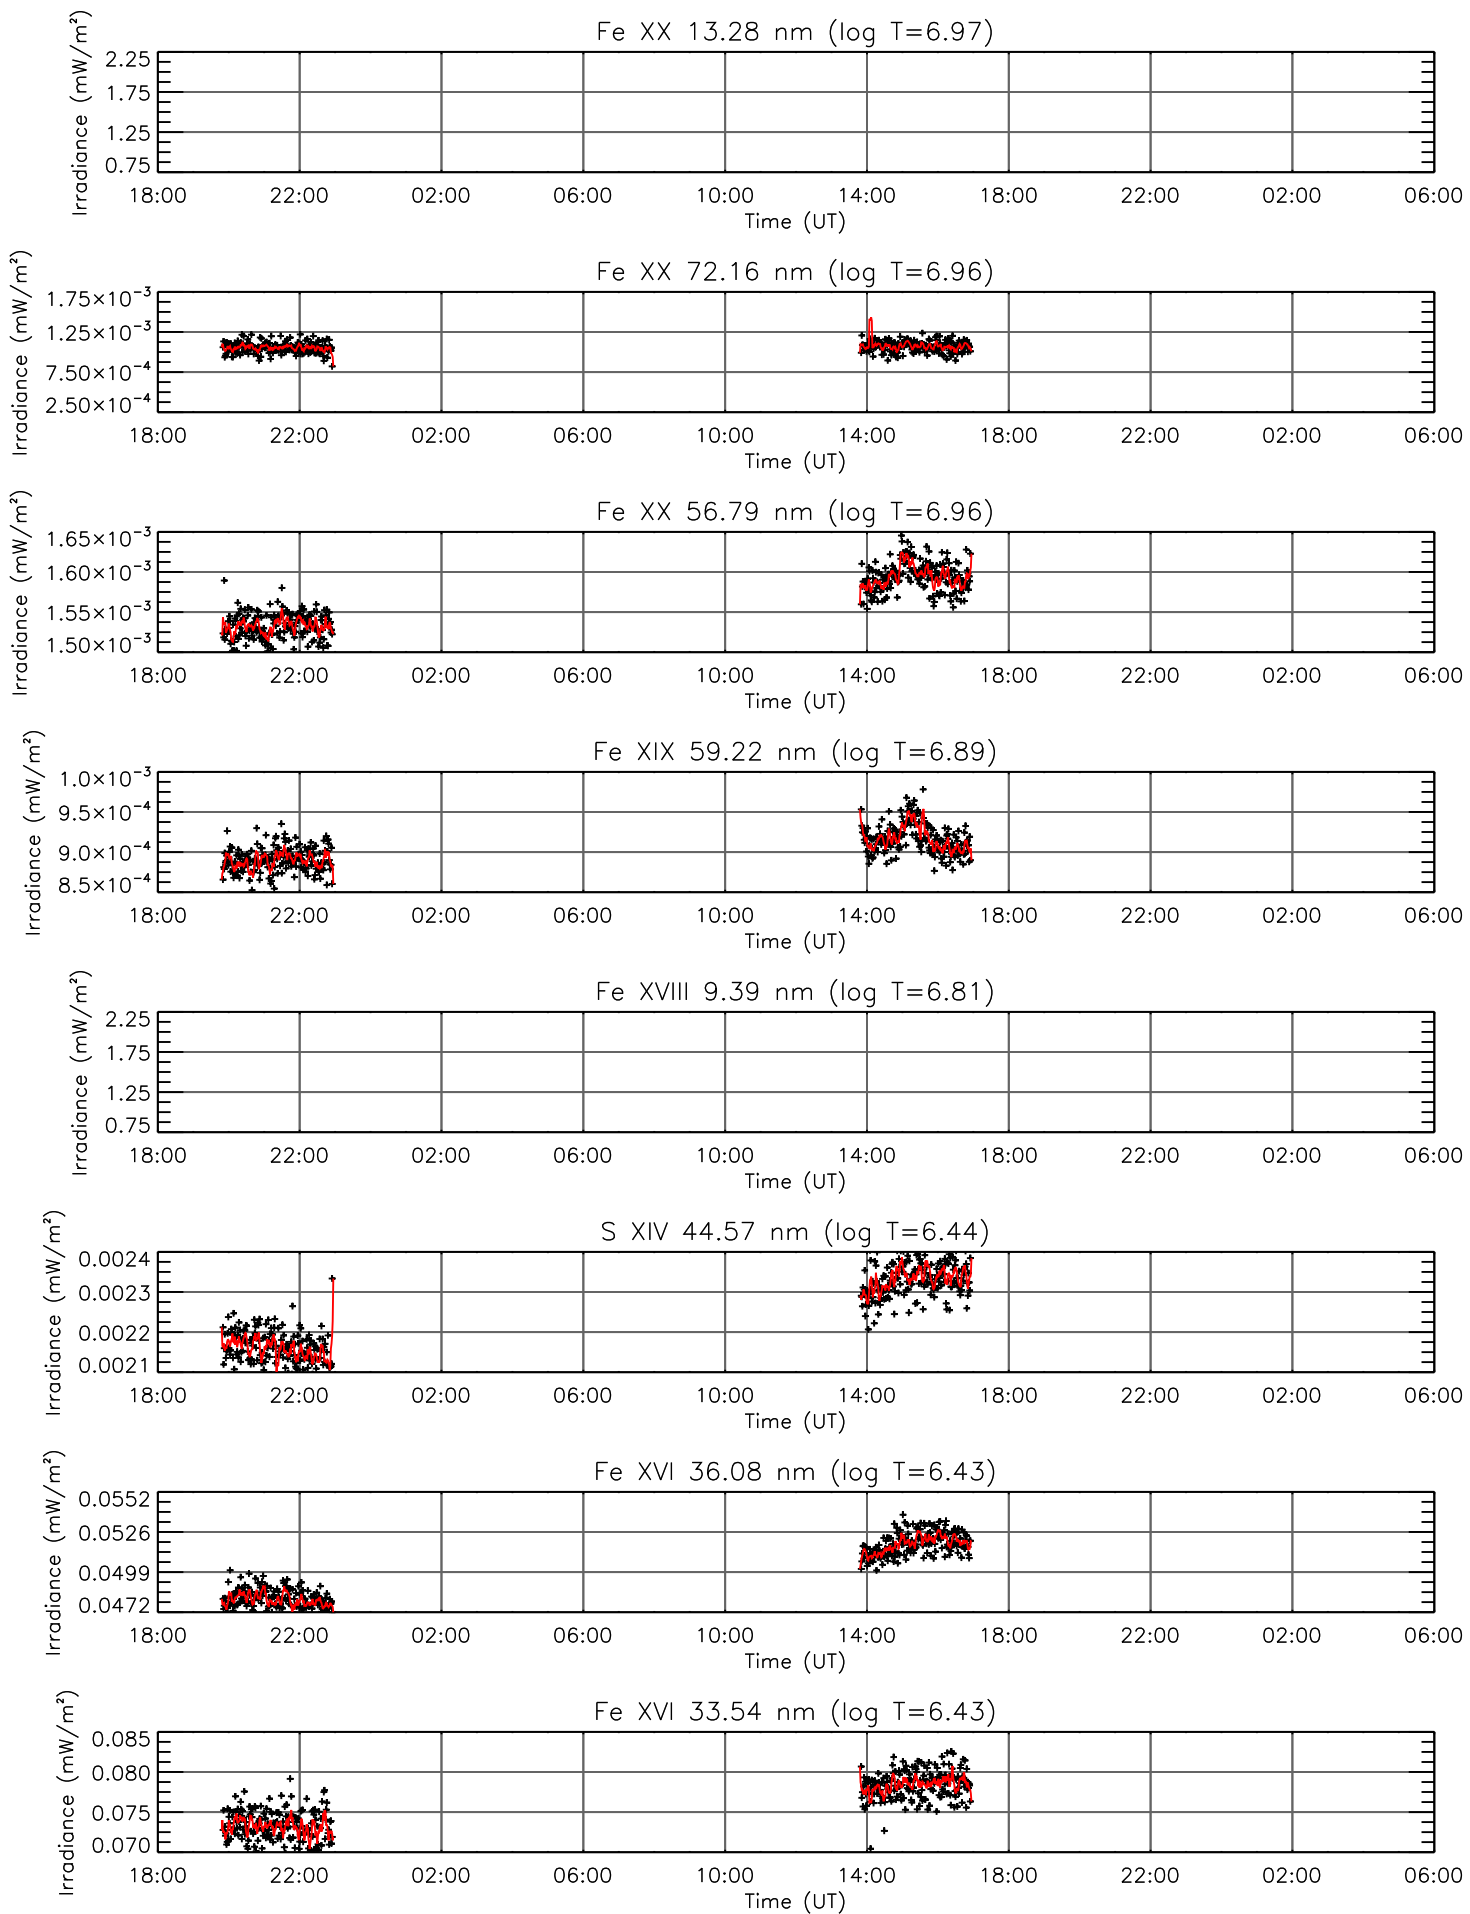 Fe XX 13.28 nm (log T=6.97)
Irradiance (mW/m²)
2.25
1.75
1.25
0.75
18:00 22:00 02:00 06:00 10:00 14:00 18:00 22:00 02:00 06:00
Time (UT)
Fe XX 72.16 nm (log T=6.96)
Irradiance (mW/m²)
1.75×10⁻³
1.25×10⁻³
7.50×10⁻⁴
2.50×10⁻⁴
18:00 22:00 02:00 06:00 10:00 14:00 18:00 22:00 02:00 06:00
Time (UT)
Fe XX 56.79 nm (log T=6.96)
Irradiance (mW/m²)
1.65×10⁻³
1.60×10⁻³
1.55×10⁻³
1.50×10⁻³
18:00 22:00 02:00 06:00 10:00 14:00 18:00 22:00 02:00 06:00
Time (UT)
Fe XIX 59.22 nm (log T=6.89)
Irradiance (mW/m²)
1.0×10⁻³
9.5×10⁻⁴
9.0×10⁻⁴
8.5×10⁻⁴
18:00 22:00 02:00 06:00 10:00 14:00 18:00 22:00 02:00 06:00
Time (UT)
Fe XVIII 9.39 nm (log T=6.81)
Irradiance (mW/m²)
2.25
1.75
1.25
0.75
18:00 22:00 02:00 06:00 10:00 14:00 18:00 22:00 02:00 06:00
Time (UT)
S XIV 44.57 nm (log T=6.44)
Irradiance (mW/m²)
0.0024
0.0023
0.0022
0.0021
18:00 22:00 02:00 06:00 10:00 14:00 18:00 22:00 02:00 06:00
Time (UT)
Fe XVI 36.08 nm (log T=6.43)
Irradiance (mW/m²)
0.0552
0.0526
0.0499
0.0472
18:00 22:00 02:00 06:00 10:00 14:00 18:00 22:00 02:00 06:00
Time (UT)
Fe XVI 33.54 nm (log T=6.43)
Irradiance (mW/m²)
0.085
0.080
0.075
0.070
18:00 22:00 02:00 06:00 10:00 14:00 18:00 22:00 02:00 06:00
Time (UT)